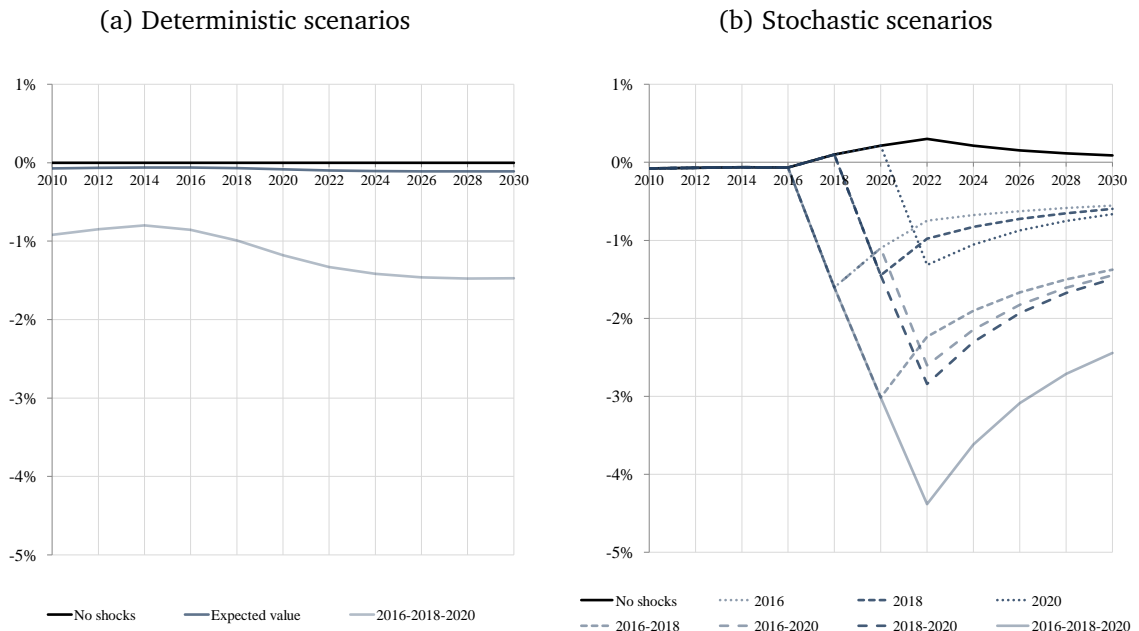 (a) Deterministic scenarios
1%
0%
2010 2012 2014 2016 2018 2020 2022 2024 2026 2028 2030
-1%
-2%
-3%
-4%
-5%
No shocks Expected value 2016-2018-2020
(b) Stochastic scenarios
1%
0%
2010 2012 2014 2016 2018 2020 2022 2024 2026 2028 2030
-1%
-2%
-3%
-4%
-5%
No shocks 2016 2018 2020
2016-2018 2016-2020 2018-2020 2016-2018-2020